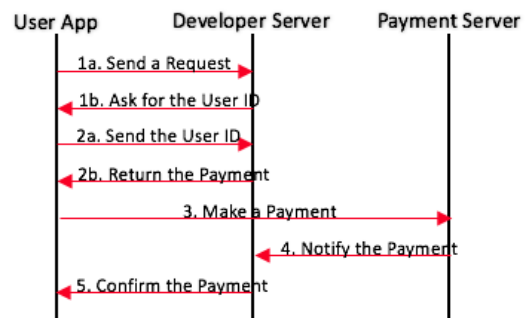 User App Developer Server Payment Server
1a. Send a Request
1b. Ask for the User ID
2a. Send the User ID
2b. Return the Payment
3. Make a Payment
4. Notify the Payment
5. Confirm the Payment